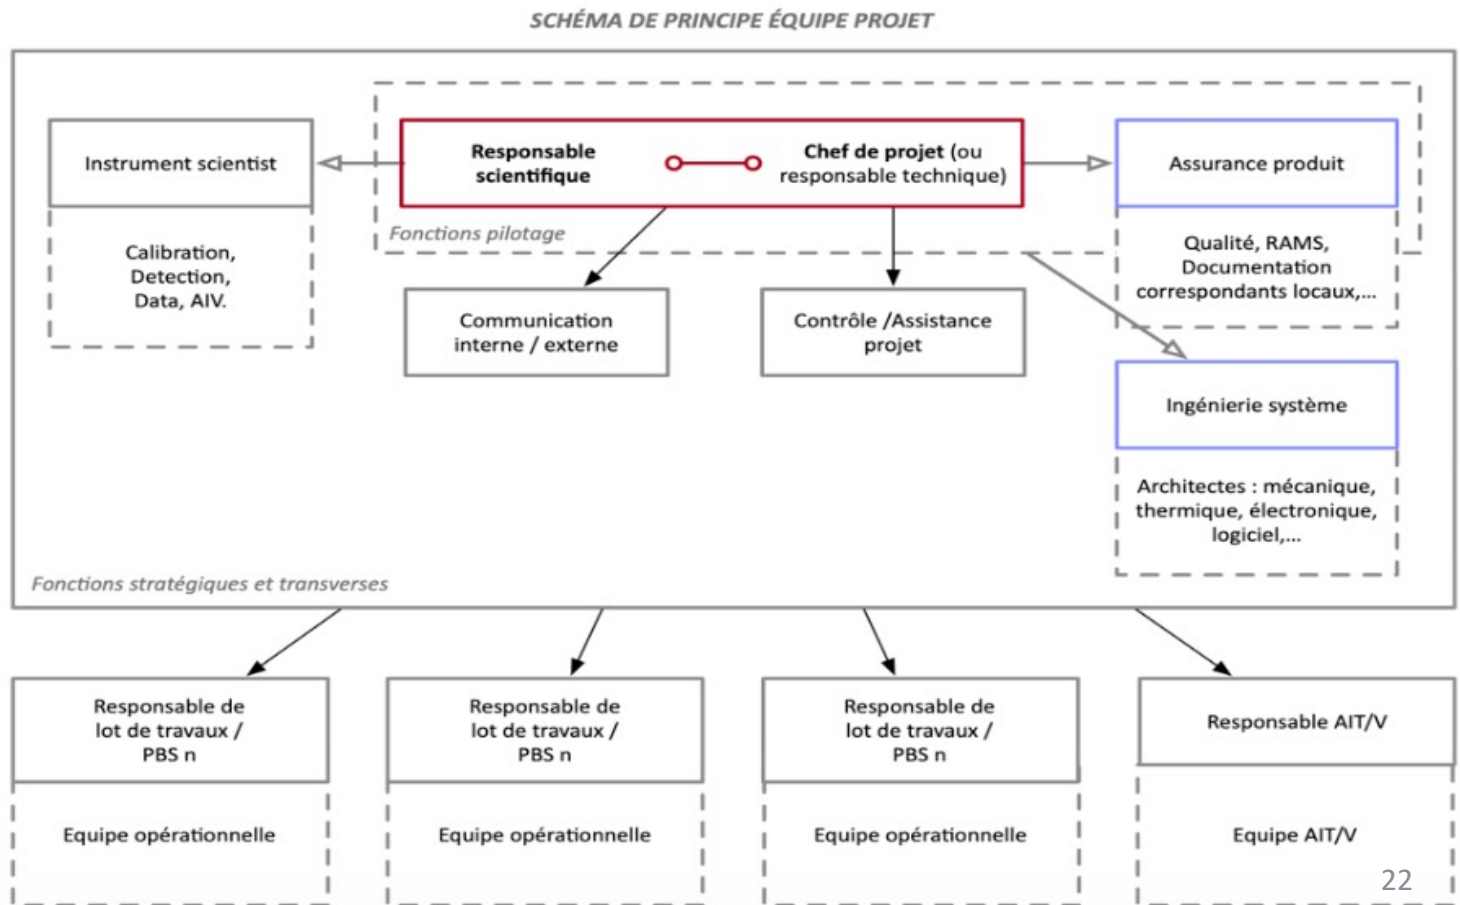 SCHÉMA DE PRINCIPE ÉQUIPE PROJET
Instrument scientist
Calibration,
Detection,
Data, AIV.
Responsable
scientifique
Chef de projet (ou
responsable technique)
Fonctions pilotage
Assurance produit
Qualité, RAMS,
Documentation
correspondants locaux,...
Communication
interne / externe
Contrôle /Assistance
projet
Ingénierie système
Architectes : mécanique,
thermique, électronique,
logiciel,...
Fonctions stratégiques et transverses
Responsable de
lot de travaux /
PBS n
Equipe opérationnelle
Responsable de
lot de travaux /
PBS n
Equipe opérationnelle
Responsable de
lot de travaux /
PBS n
Equipe opérationnelle
Responsable AIT/V
Equipe AIT/V
22